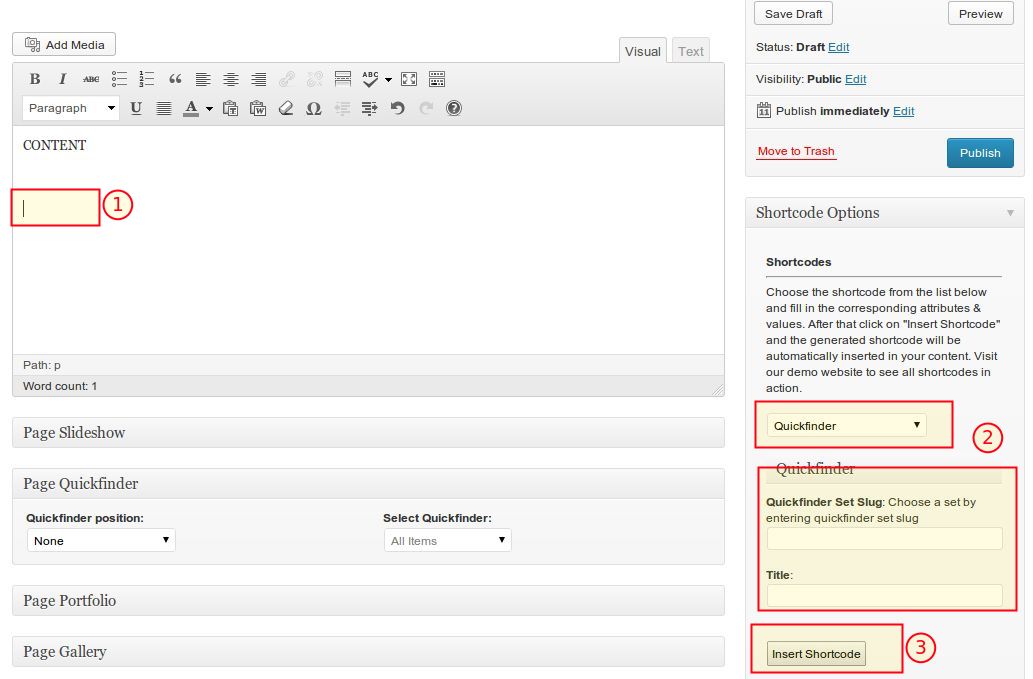 Add Media
Visual
Text
B I ABC
ABC
Paragraph
U A T W Ω
CONTENT
1
Path: p
Word count: 1
Page Slideshow
Page Quickfinder
Quickfinder position:
Select Quickfinder:
None
All Items
Page Portfolio
Page Gallery
Save Draft
Preview
Status: Draft Edit
Visibility: Public Edit
11 Publish immediately Edit
Move to Trash
Publish
Shortcode Options
Shortcodes
Choose the shortcode from the list below
and fill in the corresponding attributes &
values. After that click on "Insert Shortcode"
and the generated shortcode will be
automatically inserted in your content. Visit
our demo website to see all shortcodes in
action.
Quickfinder
2
Quickfinder
Quickfinder Set Slug: Choose a set by
entering quickfinder set slug
Title:
Insert Shortcode
3